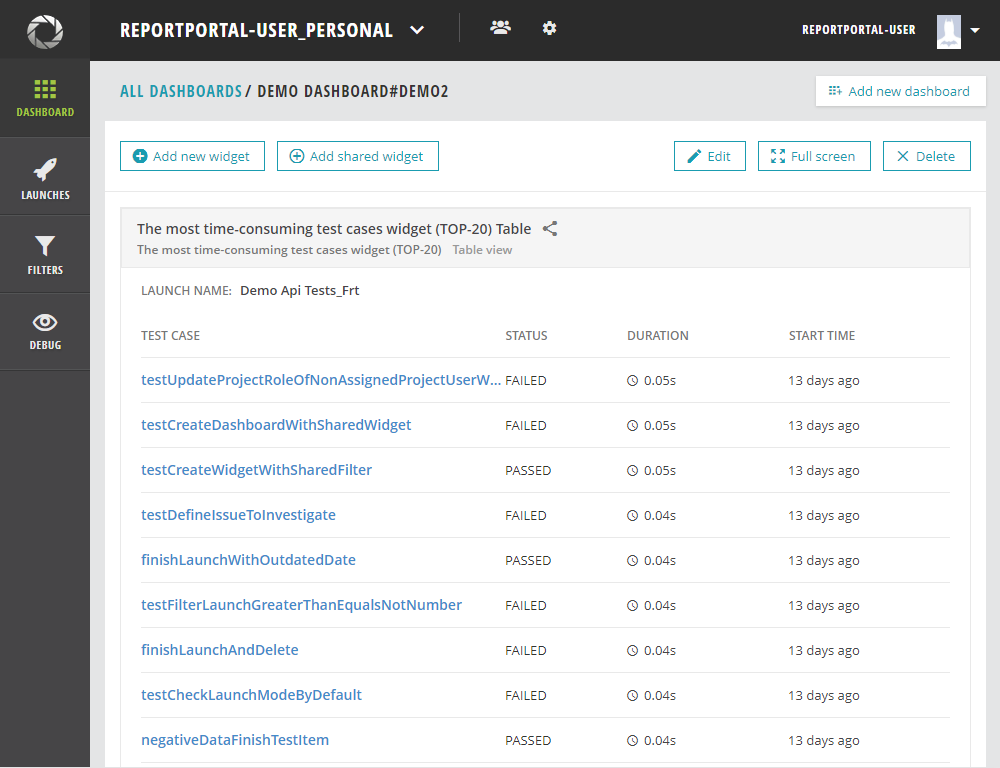 REPORTPORTAL-USER_PERSONAL
REPORTPORTAL-USER
DASHBOARD
LAUNCHES
FILTERS
DEBUG
ALL DASHBOARDS / DEMO DASHBOARD#DEMO2
Add new dashboard
Add new widget Add shared widget Edit Full screen Delete
The most time-consuming test cases widget (TOP-20) Table
The most time-consuming test cases widget (TOP-20) Table view
LAUNCH NAME: Demo Api Tests_Frt
TEST CASE STATUS DURATION START TIME
testUpdateProjectRoleOfNonAssignedProjectUserW... FAILED 0.05s 13 days ago
testCreateDashboardWithSharedWidget FAILED 0.05s 13 days ago
testCreateWidgetWithSharedFilter PASSED 0.05s 13 days ago
testDefineIssueToInvestigate FAILED 0.04s 13 days ago
finishLaunchWithOutdatedDate PASSED 0.04s 13 days ago
testFilterLaunchGreaterThanEqualsNotNumber FAILED 0.04s 13 days ago
finishLaunchAndDelete FAILED 0.04s 13 days ago
testCheckLaunchModeByDefault FAILED 0.04s 13 days ago
negativeDataFinishTestItem PASSED 0.04s 13 days ago